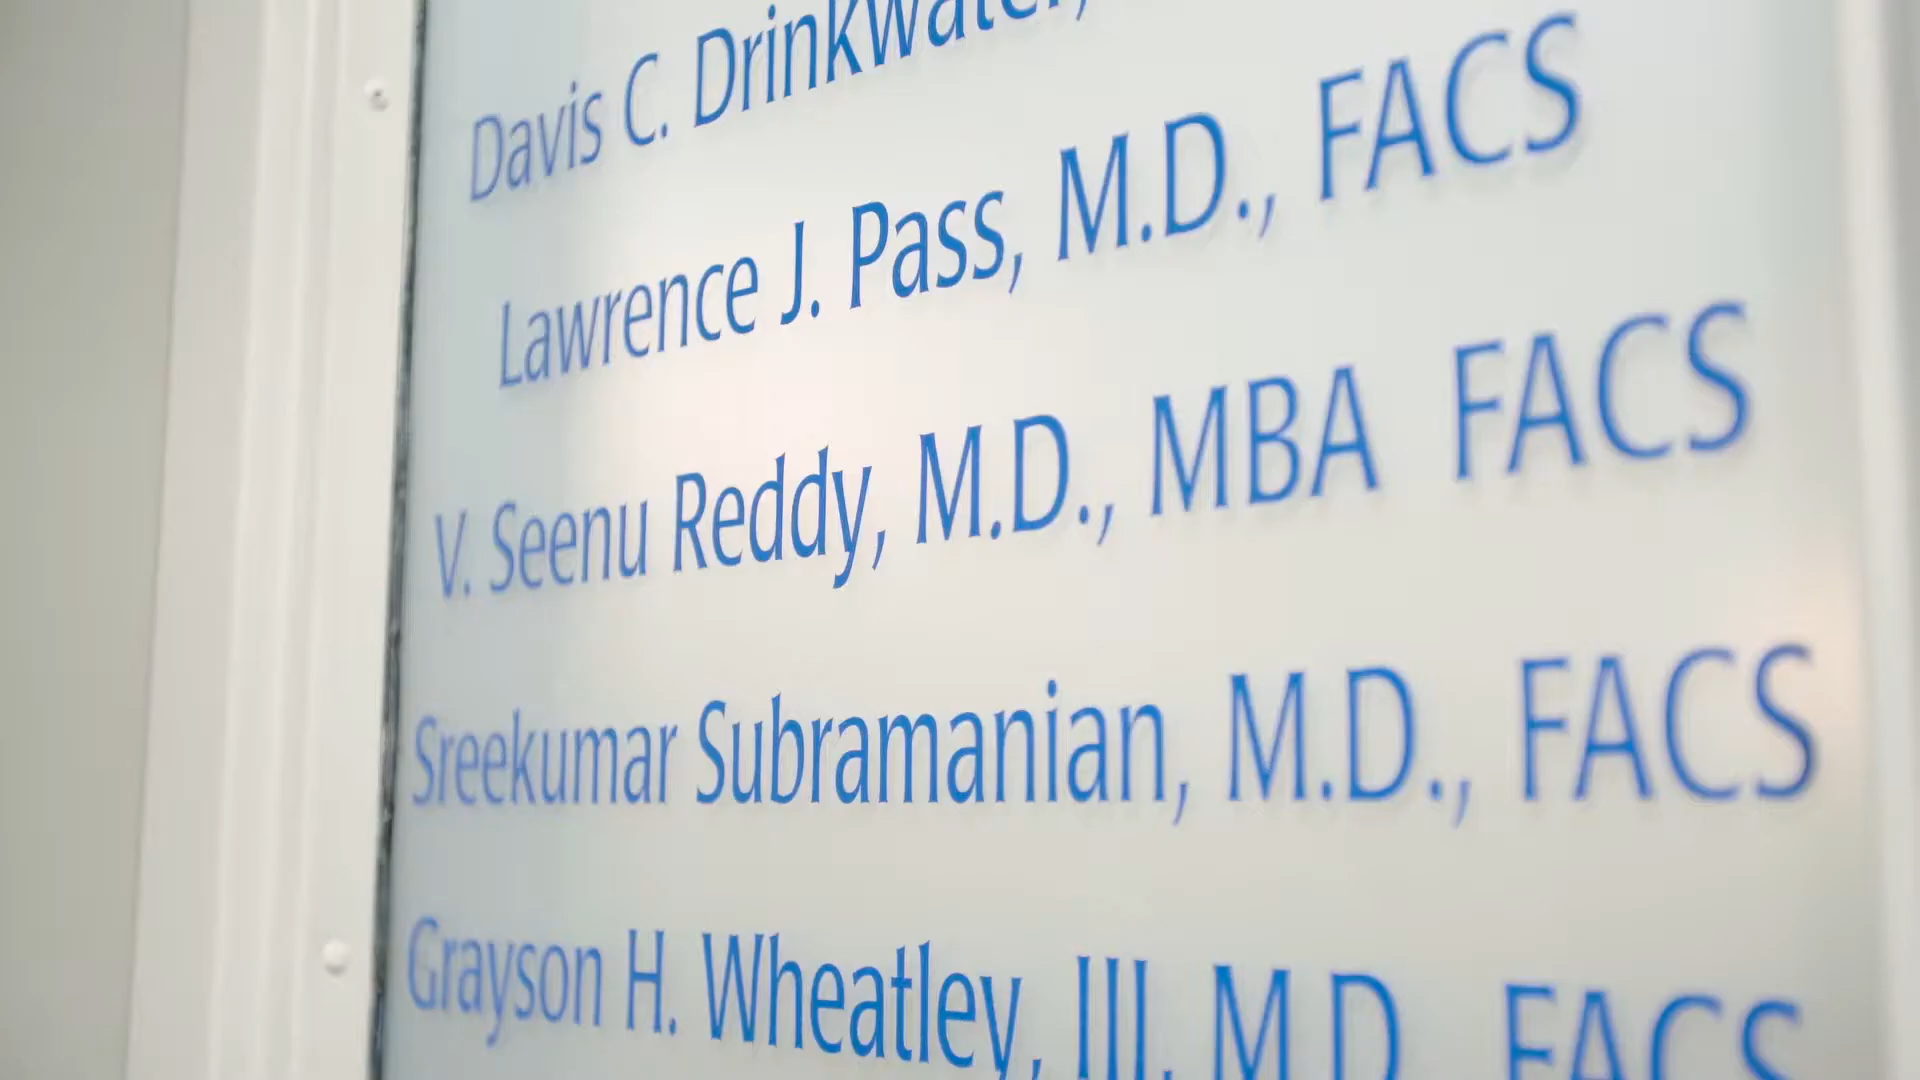 Davis C. Drinkwater,
Lawrence J. Pass, M.D., FACS
V. Seenu Reddy, M.D., MBA FACS
Sreekumar Subramanian, M.D., FACS
Grayson H. Wheatley, III, M.D., FACS